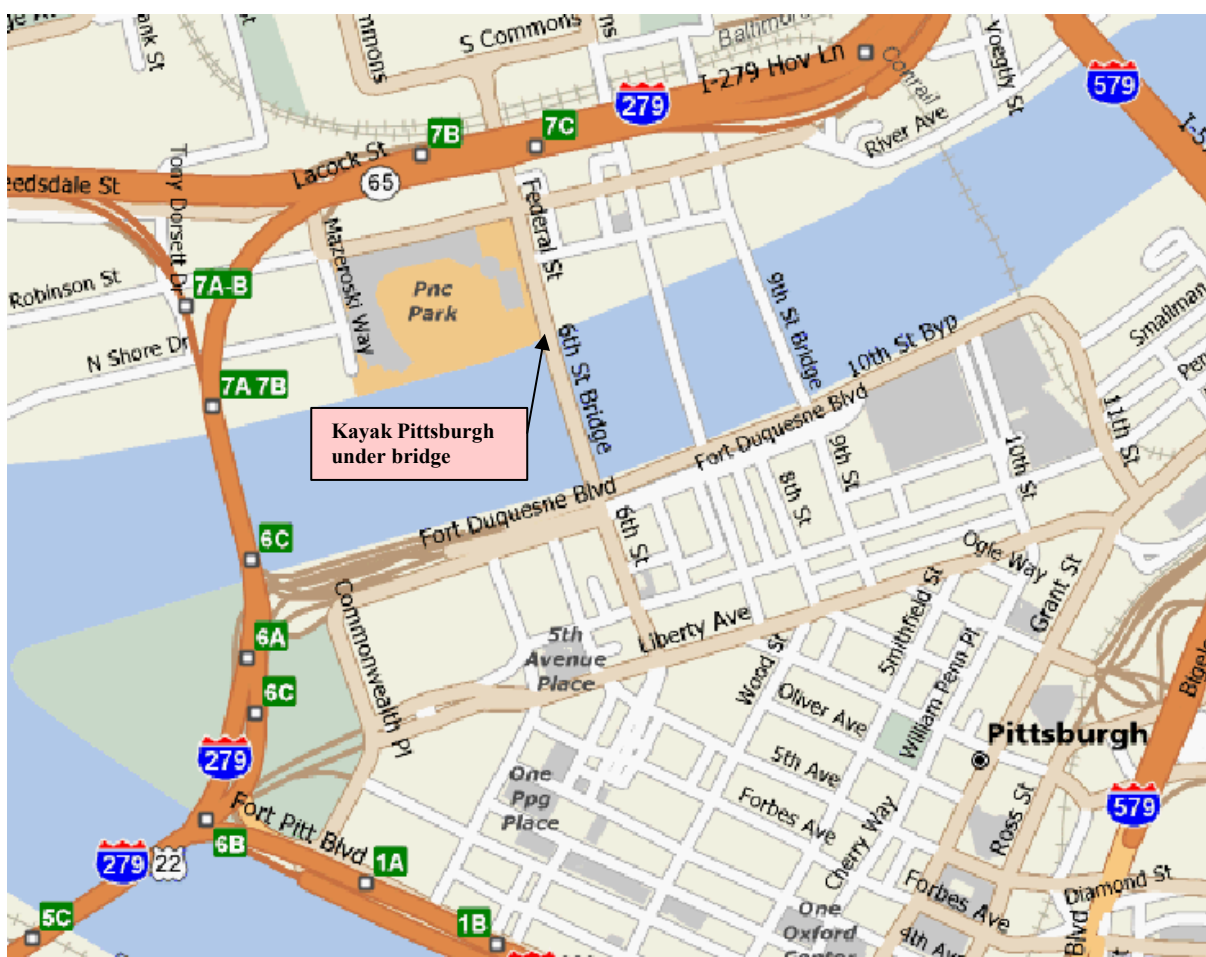 S Commons
Baltimore
I-279 Hov Ln
Conrail
Voegtly St
579
279
7B
7C
River Ave
Lacock St
65
eedsdale St
Tony Dorsett Dr
Federal St
Mazeroski Way
7A-B
Robinson St
Pnc
Park
9th St Bridge
10th St Byp
Smallman
N Shore Dr
6th St Bridge
7A 7B
11th St
Kayak Pittsburgh
under bridge
Fort Duquesne Blvd
Fort Duquesne Blvd
9th St
10th St
8th St
6C
6th St
Ogle Way
Commonwealth Pl
Smithfield St
Grant St
6A
5th
Avenue
Place
Liberty Ave
Wood St
William Penn Pl
6C
Oliver Ave
Pittsburgh
279
5th Ave
One
Ppg
Place
Forbes Ave
579
Fort Pitt Blvd
6B
Cherry Way
Ross St
279
22
1A
Forbes Ave
Diamond St
5C
1B
One
Oxford
4th Ave
Blvd